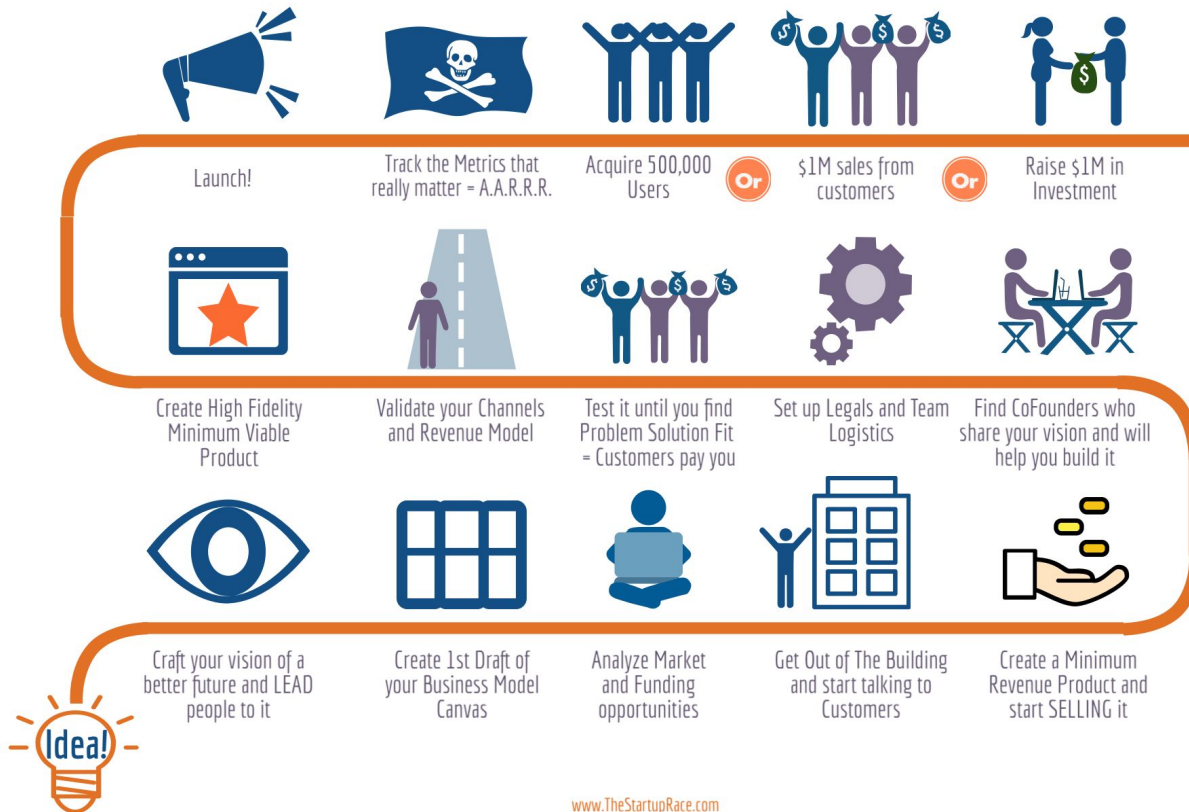 Launch!
Track the Metrics that
really matter = A.A.R.R.R.
Acquire 500,000
Users
Or
$1M sales from
customers
Or
Raise $1M in
Investment
Create High Fidelity
Minimum Viable
Product
Validate your Channels
and Revenue Model
Test it until you find
Problem Solution Fit
= Customers pay you
Set up Legals and Team
Logistics
Find CoFounders who
share your vision and will
help you build it
Craft your vision of a
better future and LEAD
people to it
Create 1st Draft of
your Business Model
Canvas
Analyze Market
and Funding
opportunities
Get Out of The Building
and start talking to
Customers
Create a Minimum
Revenue Product and
start SELLING it
Idea!
www.TheStartupRace.com